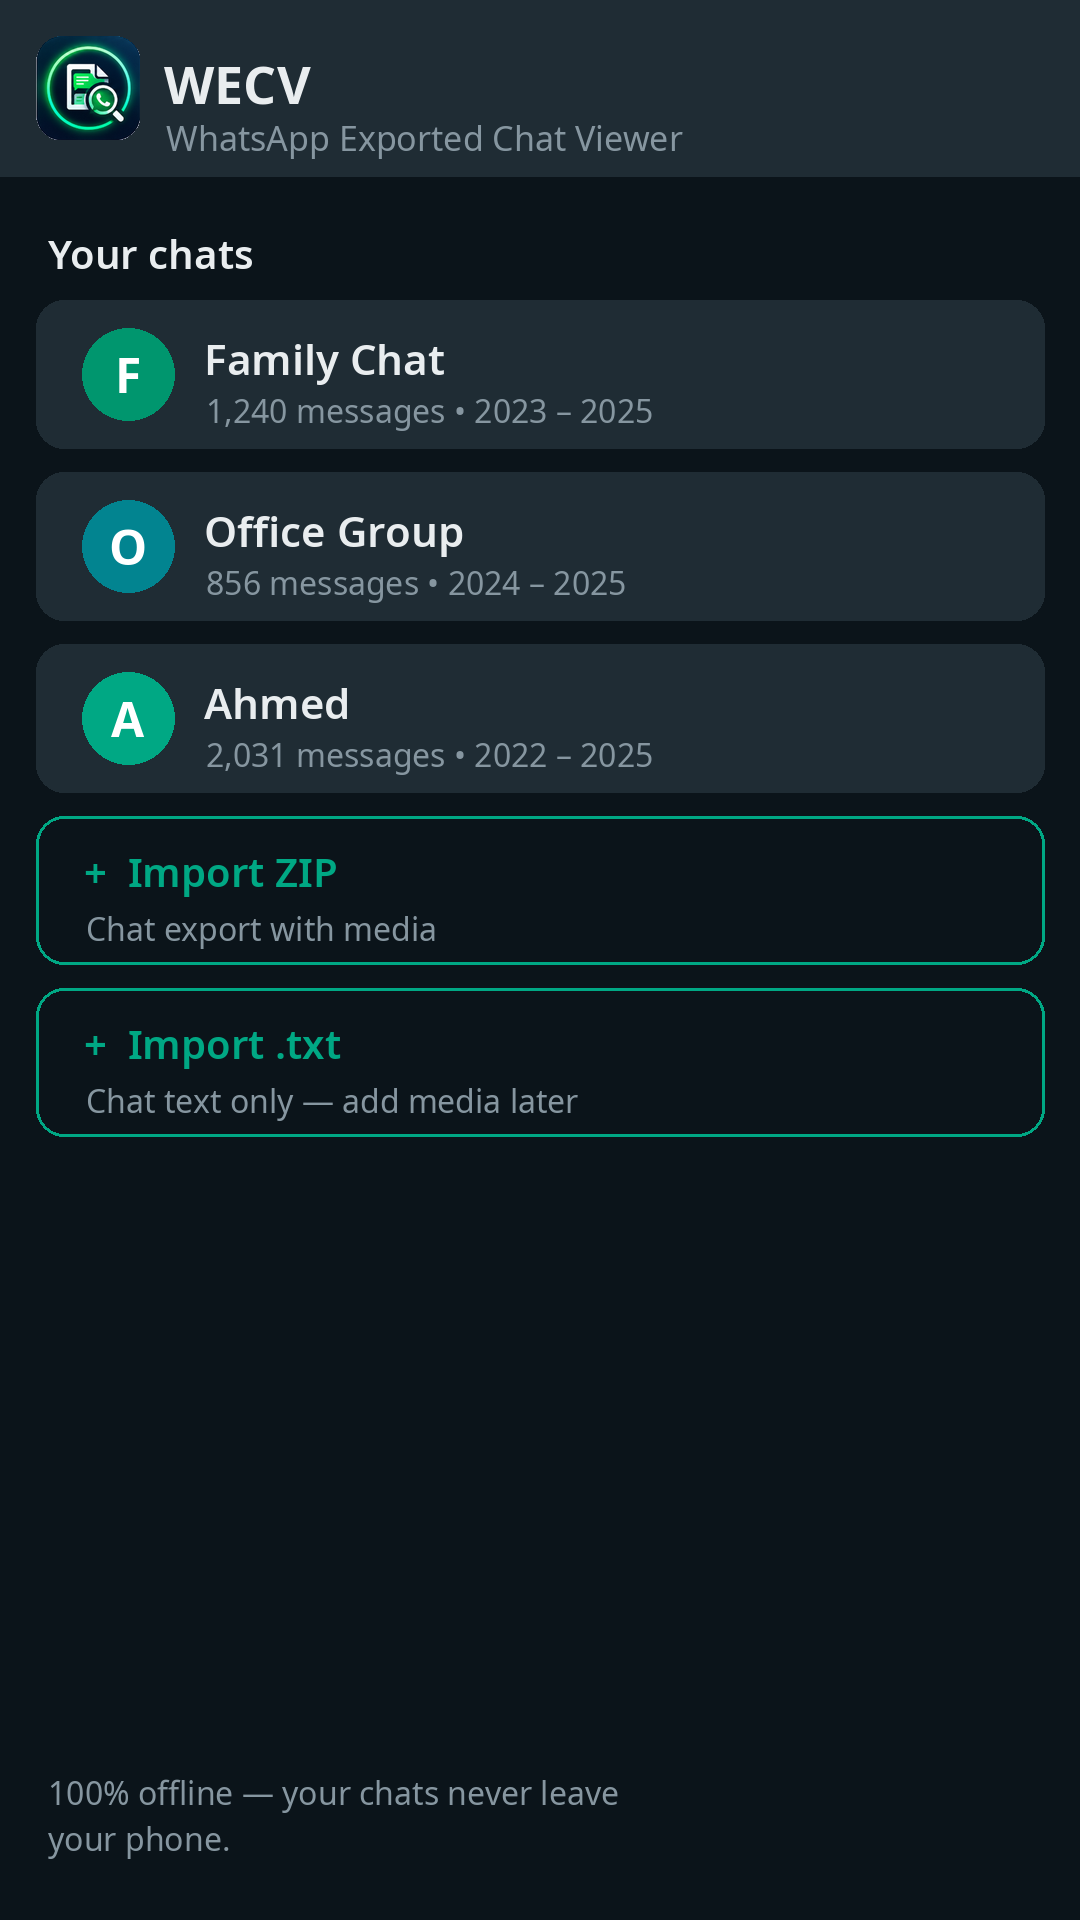 WECV
WhatsApp Exported Chat Viewer
Your chats
F
Family Chat
1,240 messages • 2023 – 2025
O
Office Group
856 messages • 2024 – 2025
A
Ahmed
2,031 messages • 2022 – 2025
+ Import ZIP
Chat export with media
+ Import .txt
Chat text only — add media later
100% offline — your chats never leave
your phone.